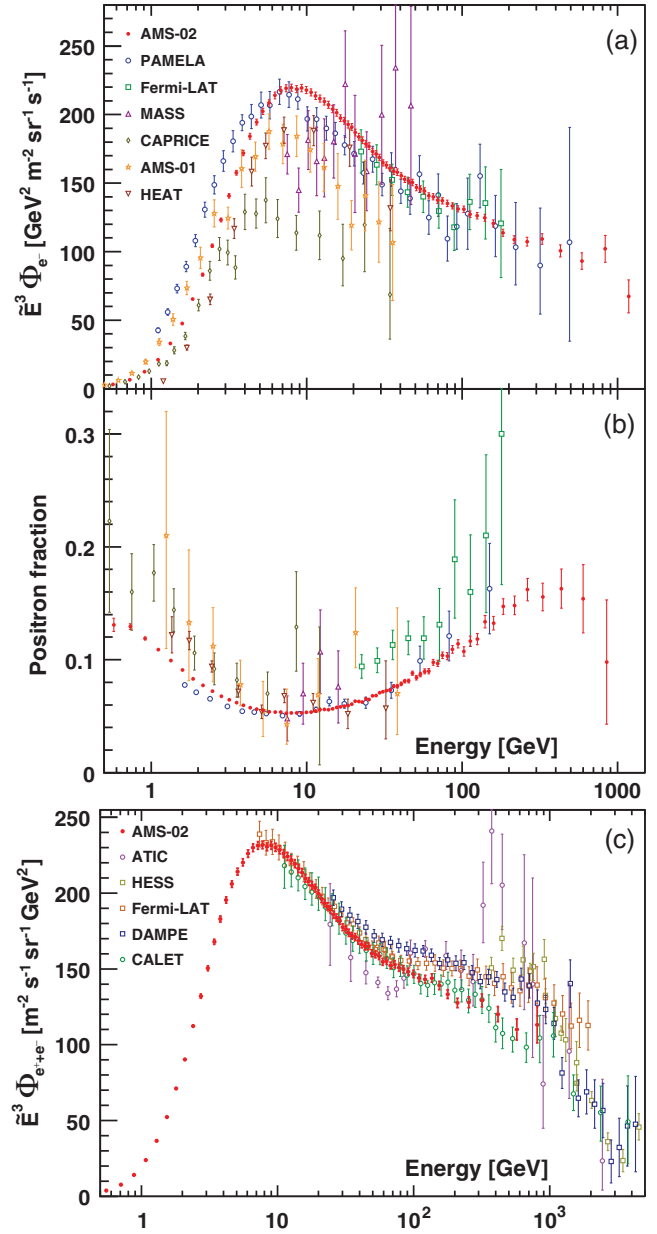 (a)
AMS-02
PAMELA
Fermi-LAT
MASS
CAPRICE
AMS-01
HEAT
Ẽ³ Φe⁻ [GeV² m⁻² sr⁻¹ s⁻¹]
250
200
150
100
50
0
(b)
Positron fraction
0.3
0.2
0.1
0
Energy [GeV]
1 10 100 1000
(c)
AMS-02
ATIC
HESS
Fermi-LAT
DAMPE
CALET
Ẽ³ Φe⁺+e⁻ [m⁻² s⁻¹ sr⁻¹ GeV²]
250
200
150
100
50
0
Energy [GeV]
1 10 10² 10³